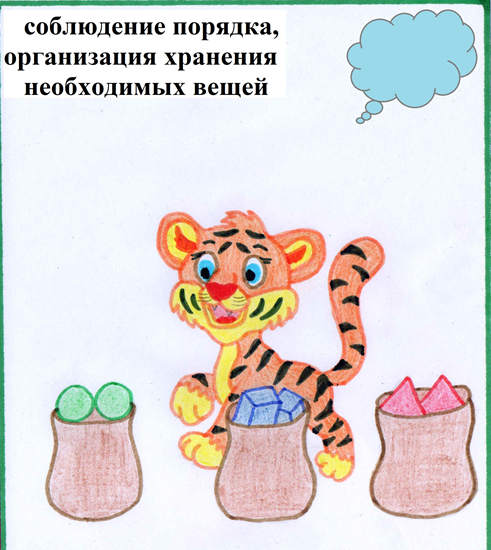 соблюдение порядка,
организация хранения
необходимых вещей